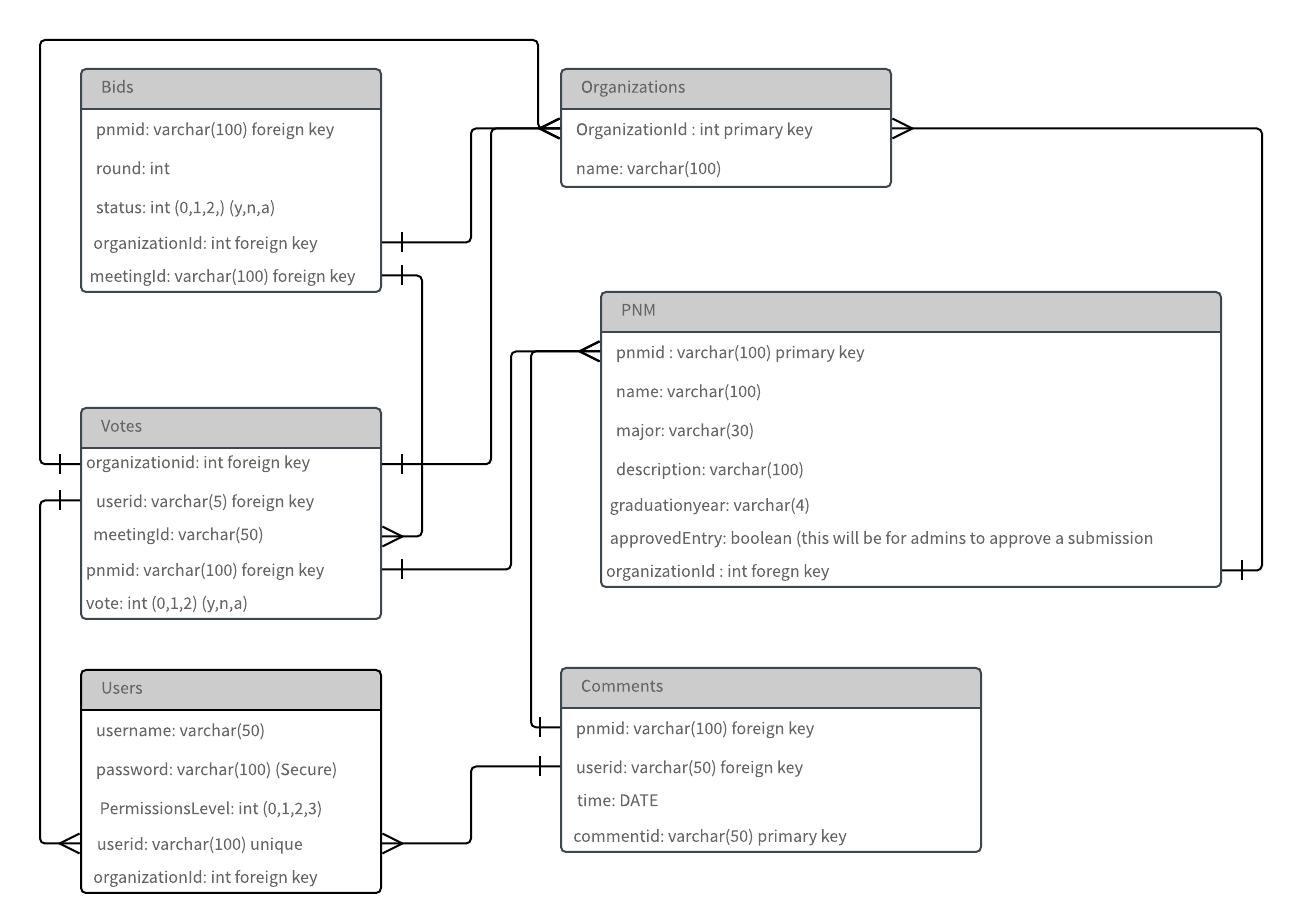 Bids
pnmid: varchar(100) foreign key
round: int
status: int (0,1,2,) (y,n,a)
organizationId: int foreign key
meetingId: varchar(100) foreign key
Organizations
OrganizationId : int primary key
name: varchar(100)
PNM
pnmid : varchar(100) primary key
name: varchar(100)
major: varchar(30)
description: varchar(100)
graduationyear: varchar(4)
approvedEntry: boolean (this will be for admins to approve a submission
organizationId : int foregn key
Votes
organizationid: int foreign key
userid: varchar(5) foreign key
meetingId: varchar(50)
pnmid: varchar(100) foreign key
vote: int (0,1,2) (y,n,a)
Users
username: varchar(50)
password: varchar(100) (Secure)
PermissionsLevel: int (0,1,2,3)
userid: varchar(100) unique
organizationId: int foreign key
Comments
pnmid: varchar(100) foreign key
userid: varchar(50) foreign key
time: DATE
commentid: varchar(50) primary key